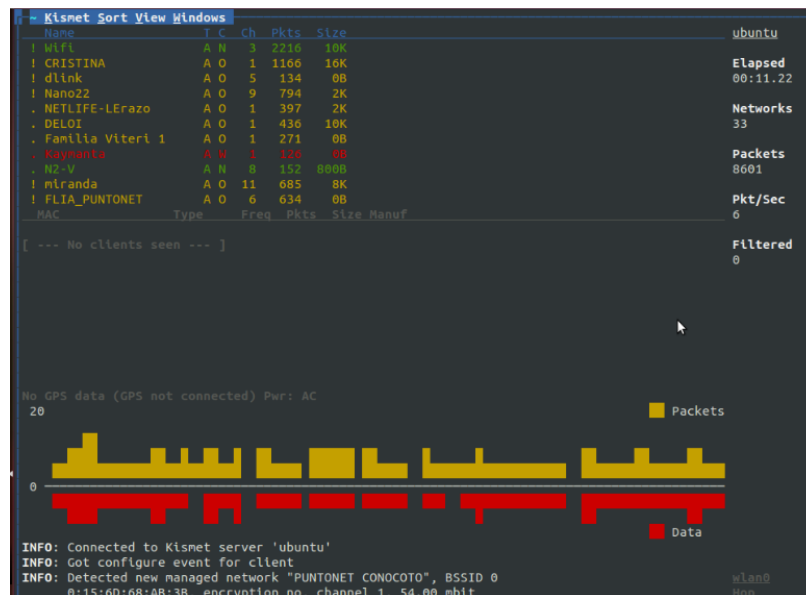 ~ Kismet Sort View Windows
Name T C Ch Pkts Size
! Wifi A N 3 2216 10K
! CRISTINA A O 1 1166 16K
! dlink A O 5 134 0B
! Nano22 A O 9 794 2K
. NETLIFE-LErazo A O 1 397 2K
. DELOI A O 1 436 10K
. Familia Viteri 1 A O 1 271 0B
. Kaymanta A W 1 126 0B
. N2-V A N 8 152 800B
! miranda A O 11 685 8K
! FLIA_PUNTONET A O 6 634 0B
MAC Type Freq Pkts Size Manuf
[ --- No clients seen --- ]
No GPS data (GPS not connected) Pwr: AC
20
Packets
0
Data
INFO: Connected to Kismet server 'ubuntu'
INFO: Got configure event for client
INFO: Detected new managed network "PUNTONET CONOCOTO", BSSID 0
0:15:6D:68:AB:3B, encryption no, channel 1, 54.00 mbit
ubuntu
Elapsed
00:11.22
Networks
33
Packets
8601
Pkt/Sec
6
Filtered
0
wlan0
Hop